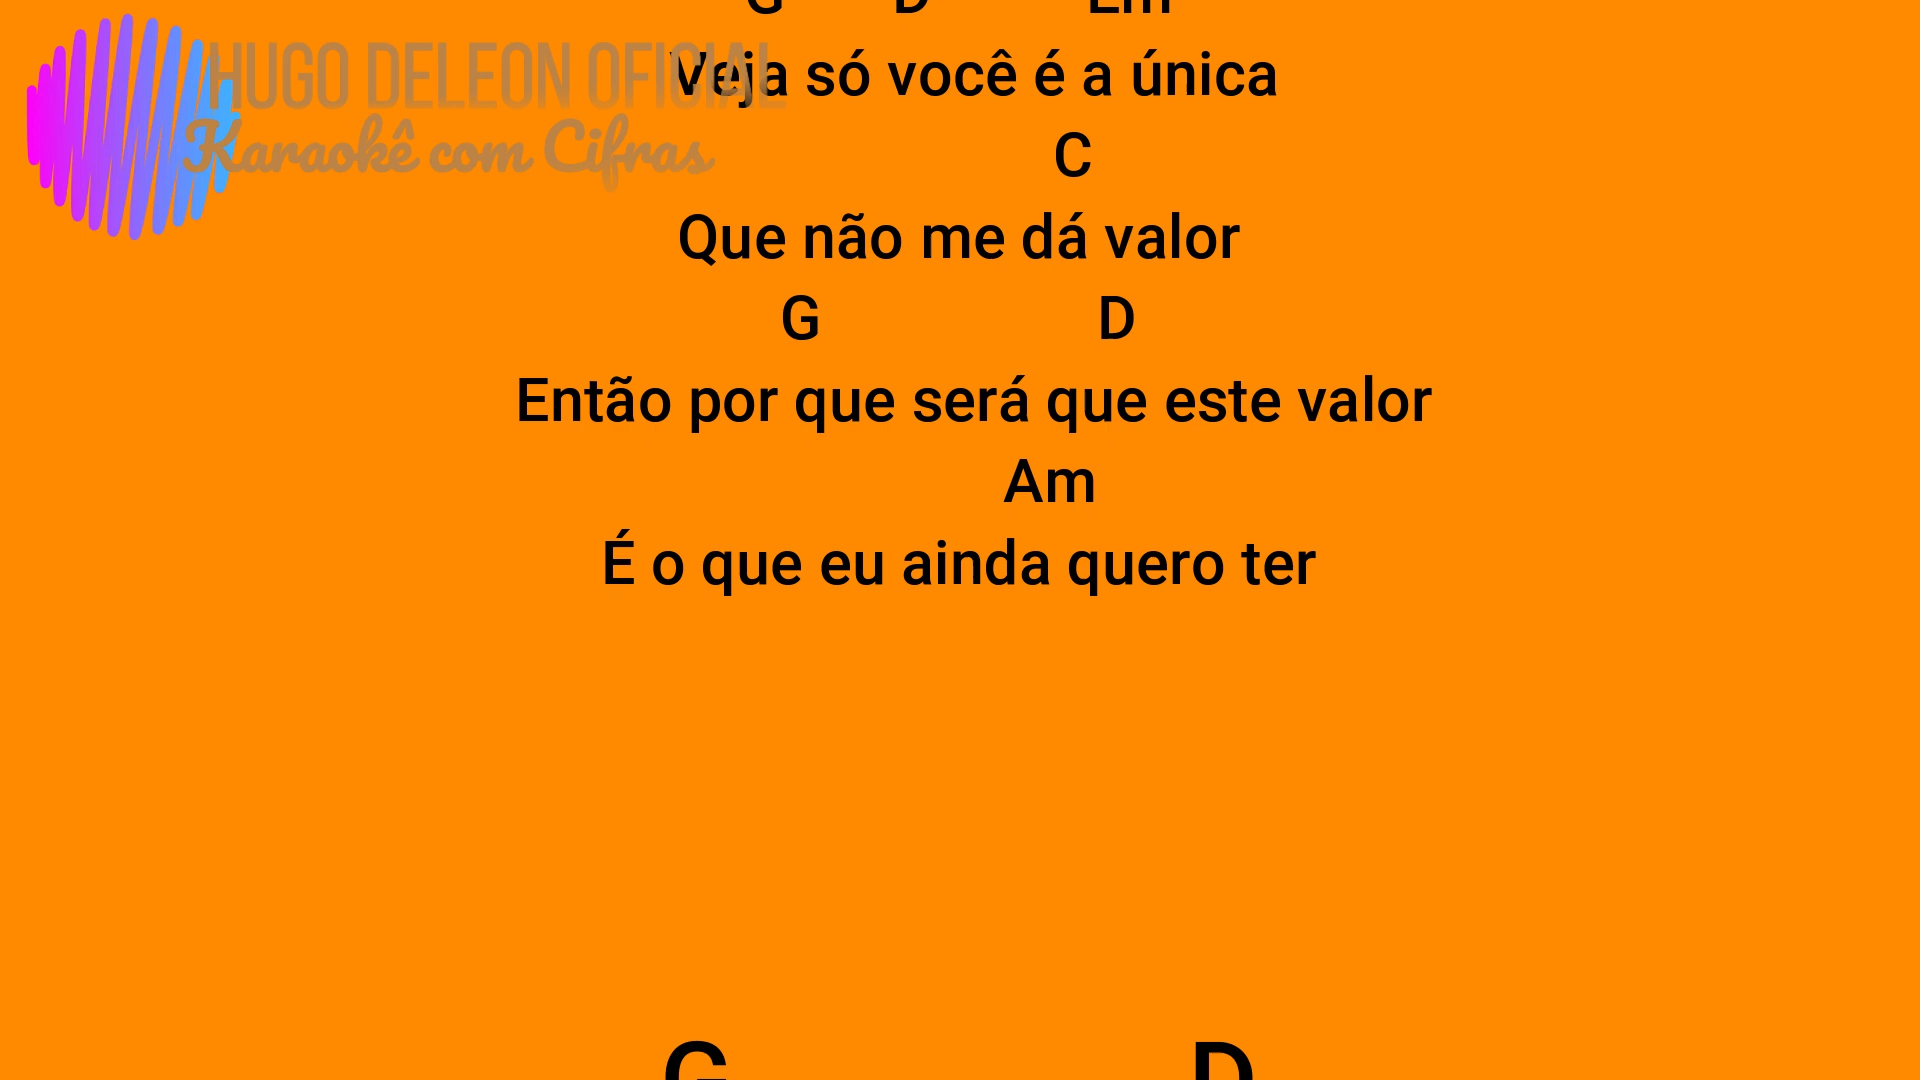 G D Em
HUGO DELEON OFICIAL
Veja só você é a única
Karaokê com Cifras
C
Que não me dá valor
G D
Então por que será que este valor
Am
É o que eu ainda quero ter
G D